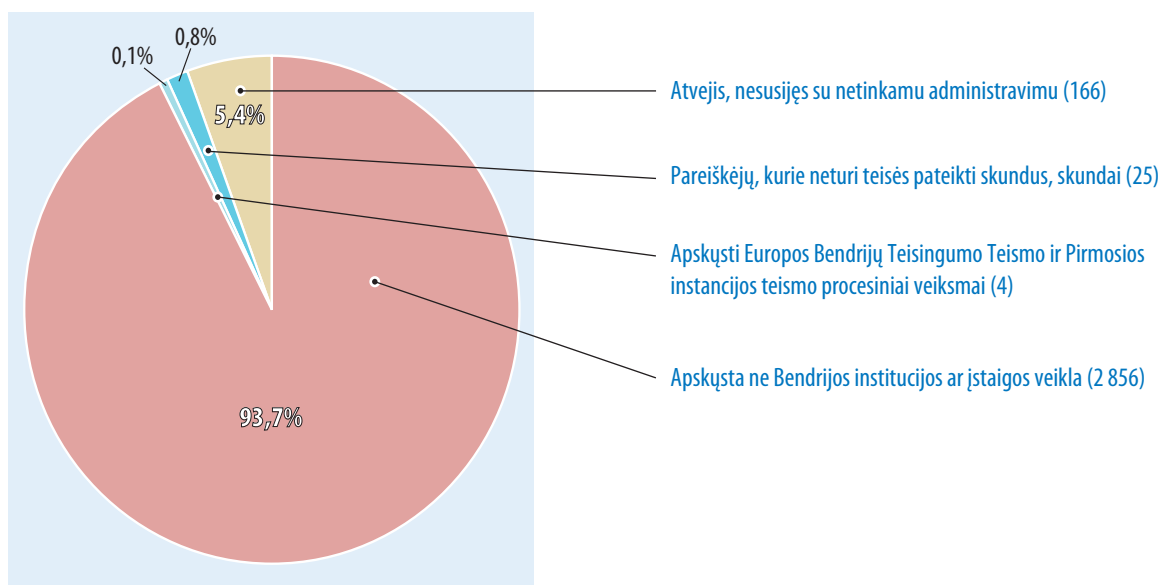 0,8%
0,1%
5,4%
93,7%
Atvejis, nesusijęs su netinkamu administravimu (166)
Pareiškėjų, kurie neturi teisės pateikti skundus, skundai (25)
Apskųsti Europos Bendrijų Teisingumo Teismo ir Pirmosios
instancijos teismo procesiniai veiksmai (4)
Apskųsta ne Bendrijos institucijos ar įstaigos veikla (2 856)